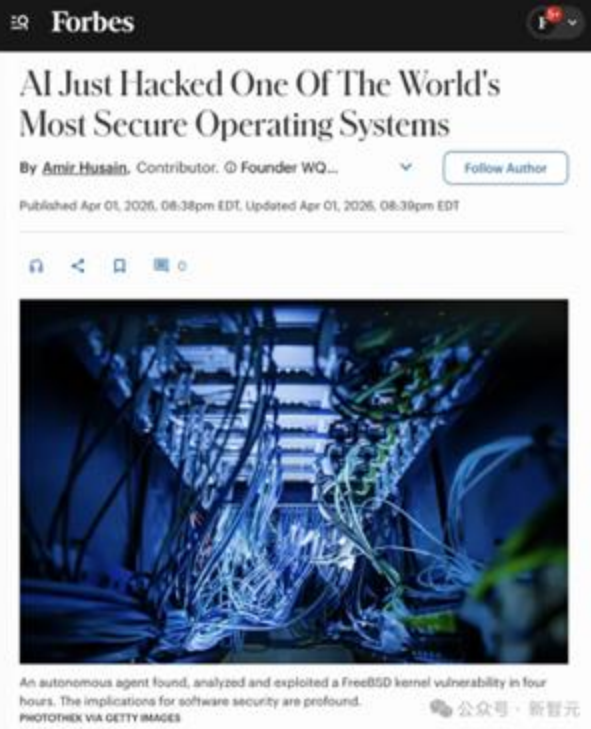 Forbes
5+
AI Just Hacked One Of The World's
Most Secure Operating Systems
By Amir Husain, Contributor. ⓘ Founder WQ...
Follow Author
Published Apr 01, 2026, 08:38pm EDT, Updated Apr 01, 2026, 08:39pm EDT
0
An autonomous agent found, analyzed and exploited a FreeBSD kernel vulnerability in four
hours. The implications for software security are profound.
PHOTOTHEK VIA GETTY IMAGES
公众号 · 新智元